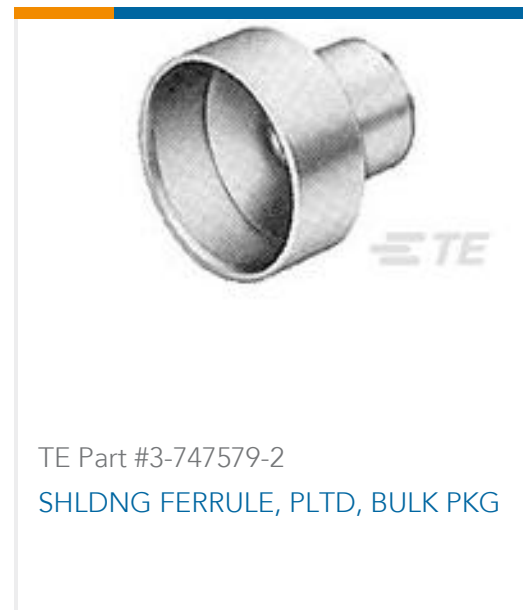 TE
TE Part #3-747579-2
SHLDNG FERRULE, PLTD, BULK PKG